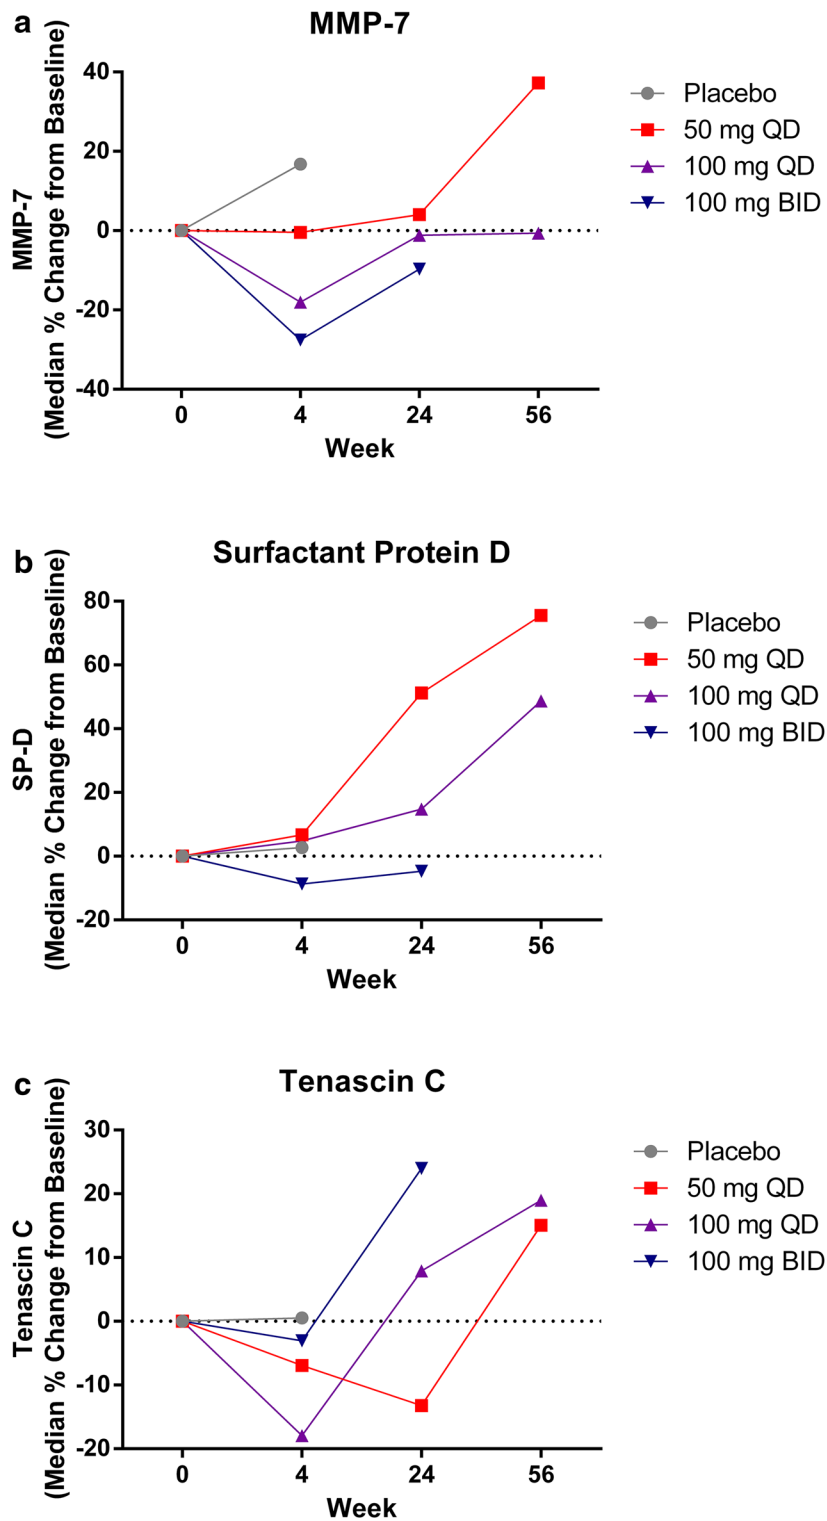 a
MMP-7
MMP-7
(Median % Change from Baseline)
40
20
0
-20
-40
0 4 24 56
Week
Placebo
50 mg QD
100 mg QD
100 mg BID
b
Surfactant Protein D
SP-D
(Median % Change from Baseline)
80
60
40
20
0
-20
0 4 24 56
Week
Placebo
50 mg QD
100 mg QD
100 mg BID
c
Tenascin C
Tenascin C
(Median % Change from Baseline)
30
20
10
0
-10
-20
0 4 24 56
Week
Placebo
50 mg QD
100 mg QD
100 mg BID